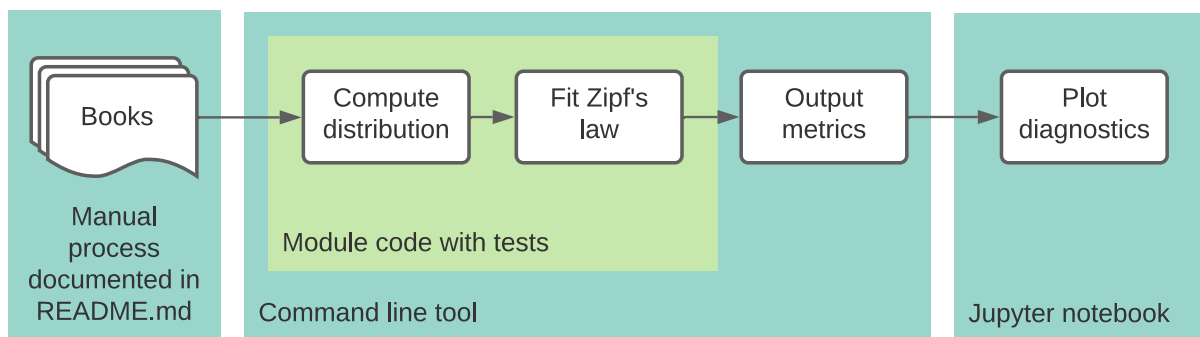 Books
Manual
process
documented in
README.md
Compute
distribution
Fit Zipf's
law
Output
metrics
Module code with tests
Command line tool
Plot
diagnostics
Jupyter notebook